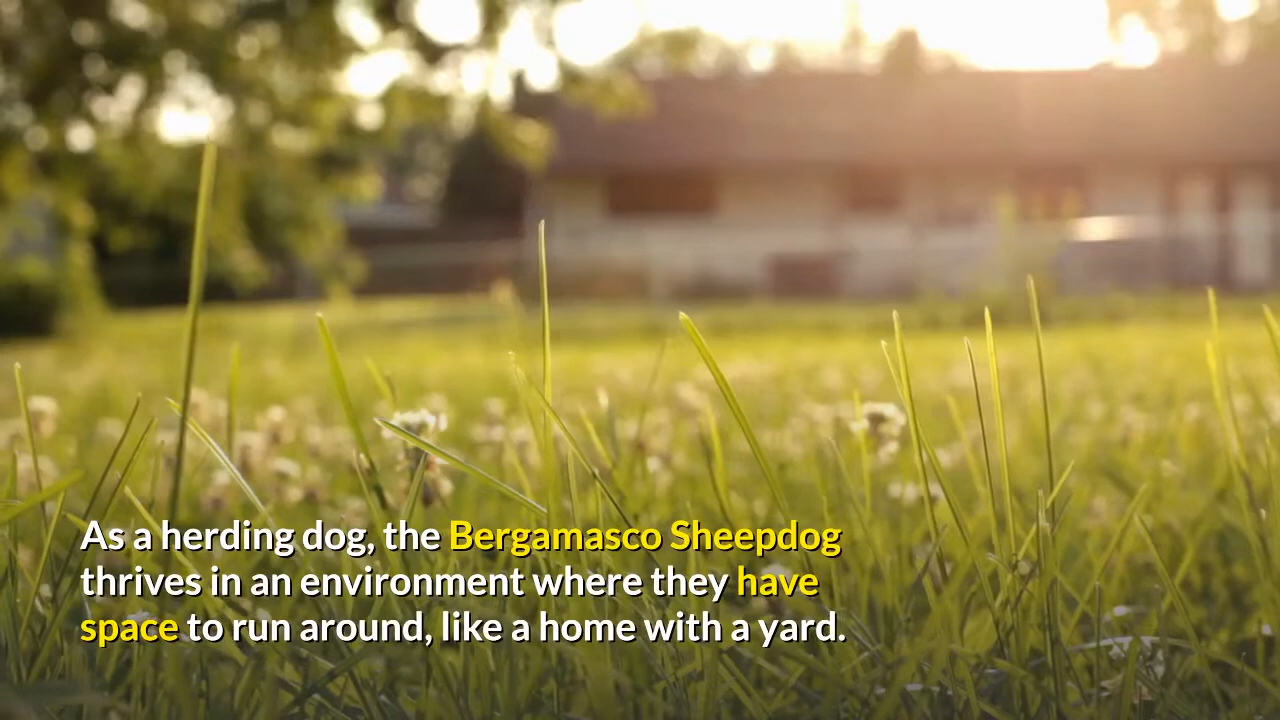 As a herding dog, the Bergamasco Sheepdog
thrives in an environment where they have
space to run around, like a home with a yard.